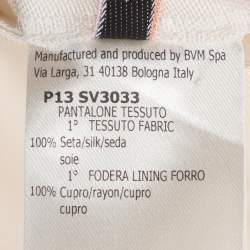 Manufactured and produced by BVM Spa
Via Larga, 31 40138 Bologna Italy
P13 SV3033
PANTALONE TESSUTO
1° TESSUTO FABRIC
100% Seta/silk/seda
soie
1° FODERA LINING FORRO
100% Cupro/rayon/cupro
cupro